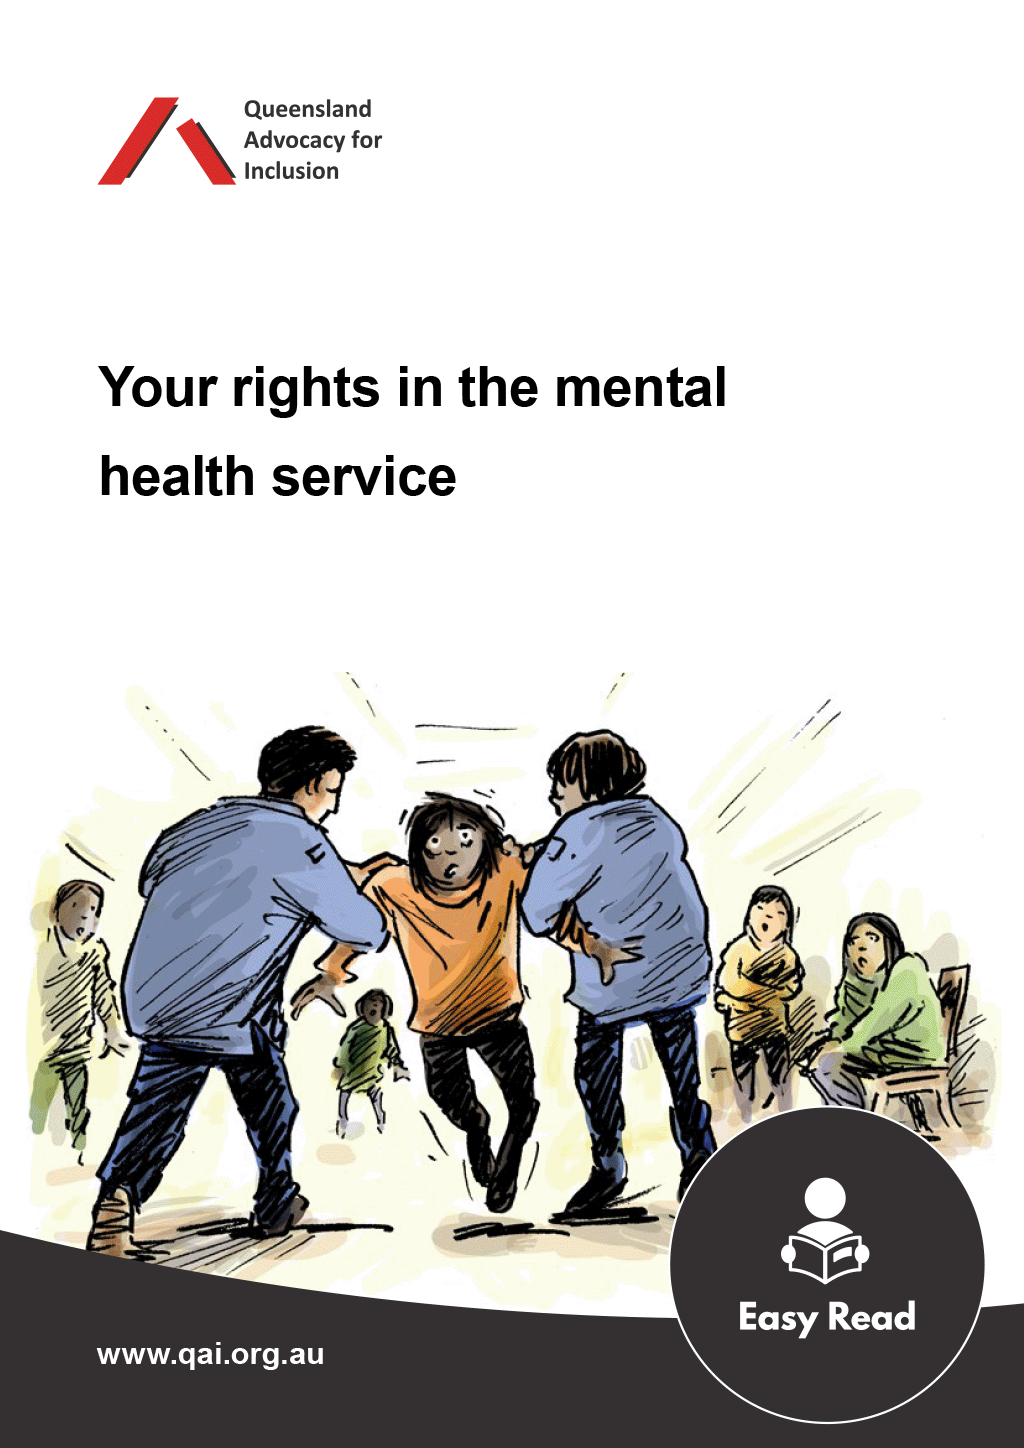 Queensland
Advocacy for
Inclusion
Your rights in the mental
health service
Easy Read
www.qai.org.au